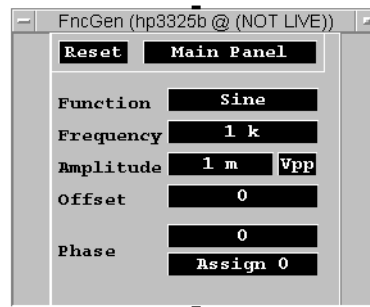 FncGen (hp3325b @ (NOT LIVE))
Reset Main Panel
Function Sine
Frequency 1 k
Amplitude 1 m Vpp
Offset 0
Phase 0
Assign 0